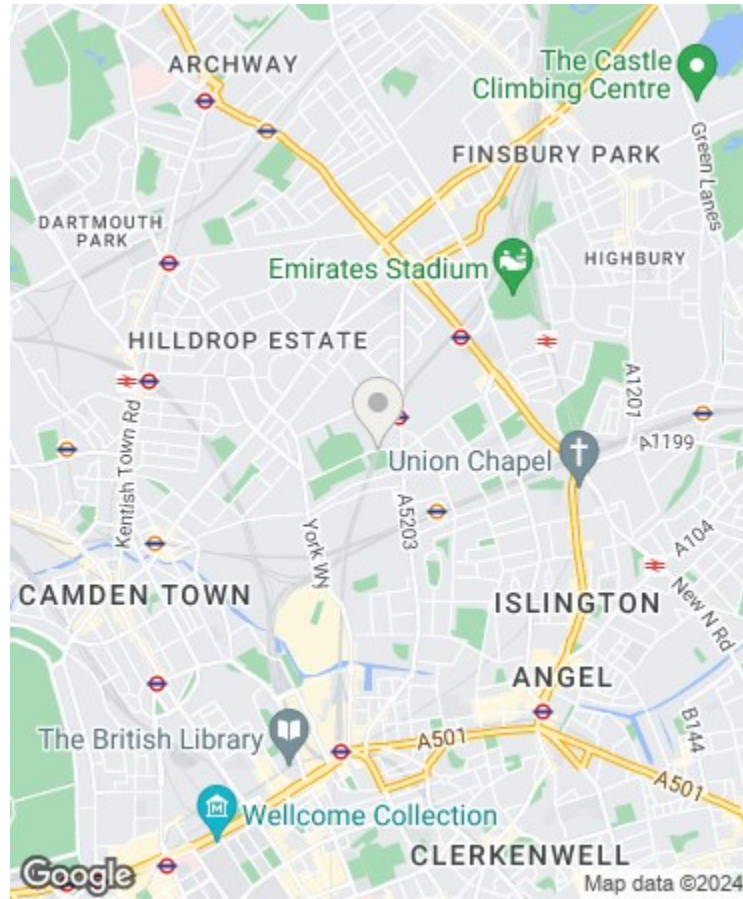 ARCHWAY
The Castle
Climbing Centre
Green Lanes
FINSBURY PARK
DARTMOUTH
PARK
Emirates Stadium
HIGHBURY
HILLDROP ESTATE
A1201
Kentish Town Rd
Union Chapel
A1199
A5203
York Wy
A104
CAMDEN TOWN
ISLINGTON
New N Rd
ANGEL
The British Library
A501
B144
A501
Wellcome Collection
CLERKENWELL
Google
Map data ©2024